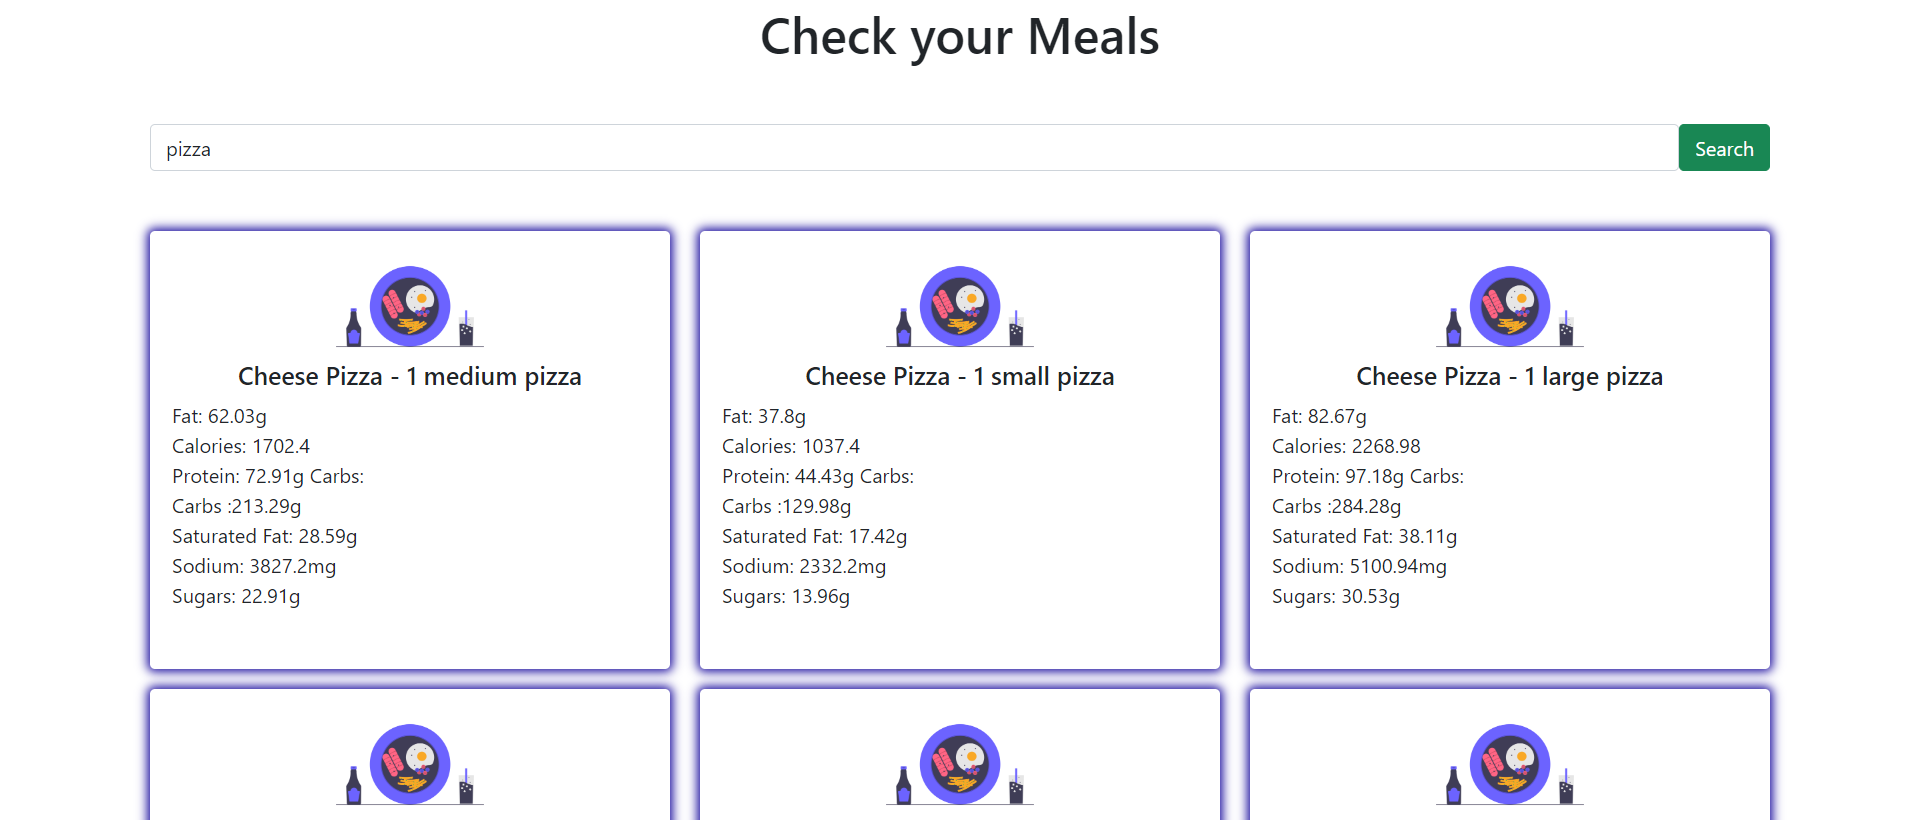 Check your Meals
pizza
Search
Cheese Pizza - 1 medium pizza
Fat: 62.03g
Calories: 1702.4
Protein: 72.91g Carbs:
Carbs :213.29g
Saturated Fat: 28.59g
Sodium: 3827.2mg
Sugars: 22.91g
Cheese Pizza - 1 small pizza
Fat: 37.8g
Calories: 1037.4
Protein: 44.43g Carbs:
Carbs :129.98g
Saturated Fat: 17.42g
Sodium: 2332.2mg
Sugars: 13.96g
Cheese Pizza - 1 large pizza
Fat: 82.67g
Calories: 2268.98
Protein: 97.18g Carbs:
Carbs :284.28g
Saturated Fat: 38.11g
Sodium: 5100.94mg
Sugars: 30.53g